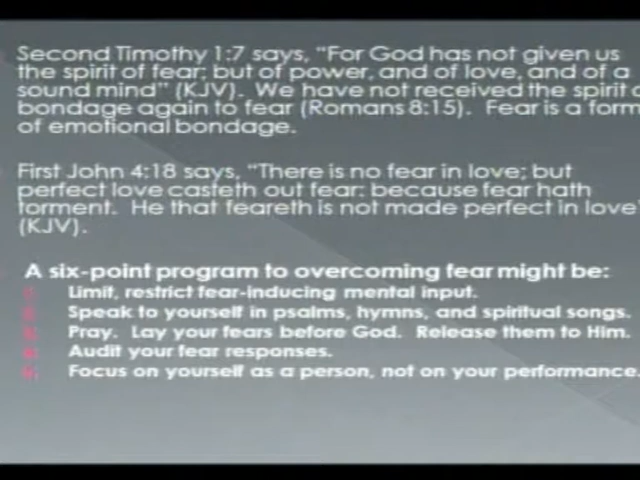 Second Timothy 1:7 says, "For God has not given us
the spirit of fear; but of power, and of love, and of a
sound mind" (KJV). We have not received the spirit
bondage again to fear (Romans 8:15). Fear is a form
of emotional bondage.
First John 4:18 says, "There is no fear in love; but
perfect love casteth out fear: because fear hath
torment. He that feareth is not made perfect in love"
(KJV).
A six-point program to overcoming fear might be:
Limit, restrict fear-inducing mental input.
Speak to yourself in psalms, hymns, and spiritual songs.
Pray. Lay your fears before God. Release them to Him.
Audit your fear responses.
Focus on yourself as a person, not on your performance.